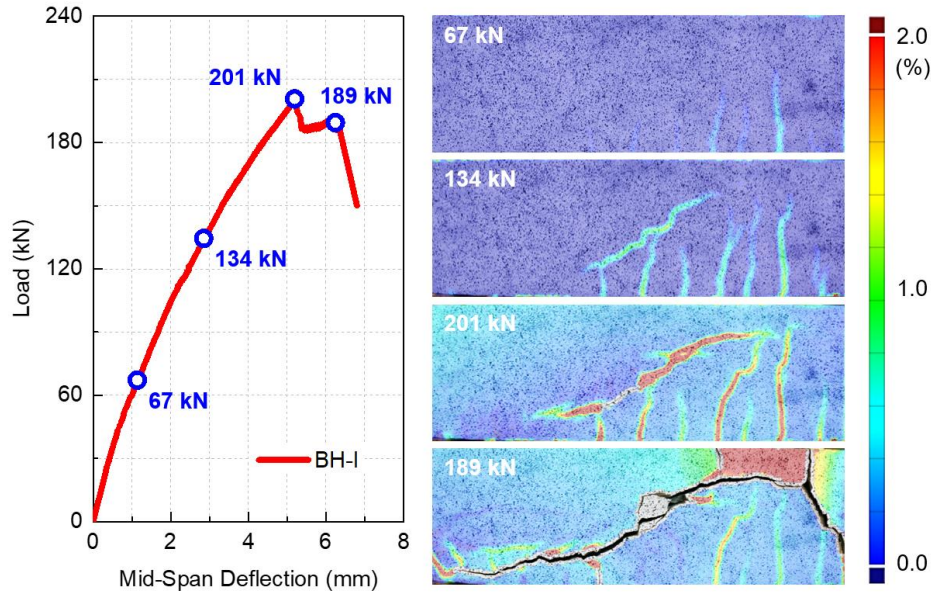 240
180
120
60
0
0
2
4
6
8
Load (kN)
Mid-Span Deflection (mm)
201 kN
189 kN
134 kN
67 kN
BH-I
67 kN
134 kN
201 kN
189 kN
2.0
(%)
1.0
0.0